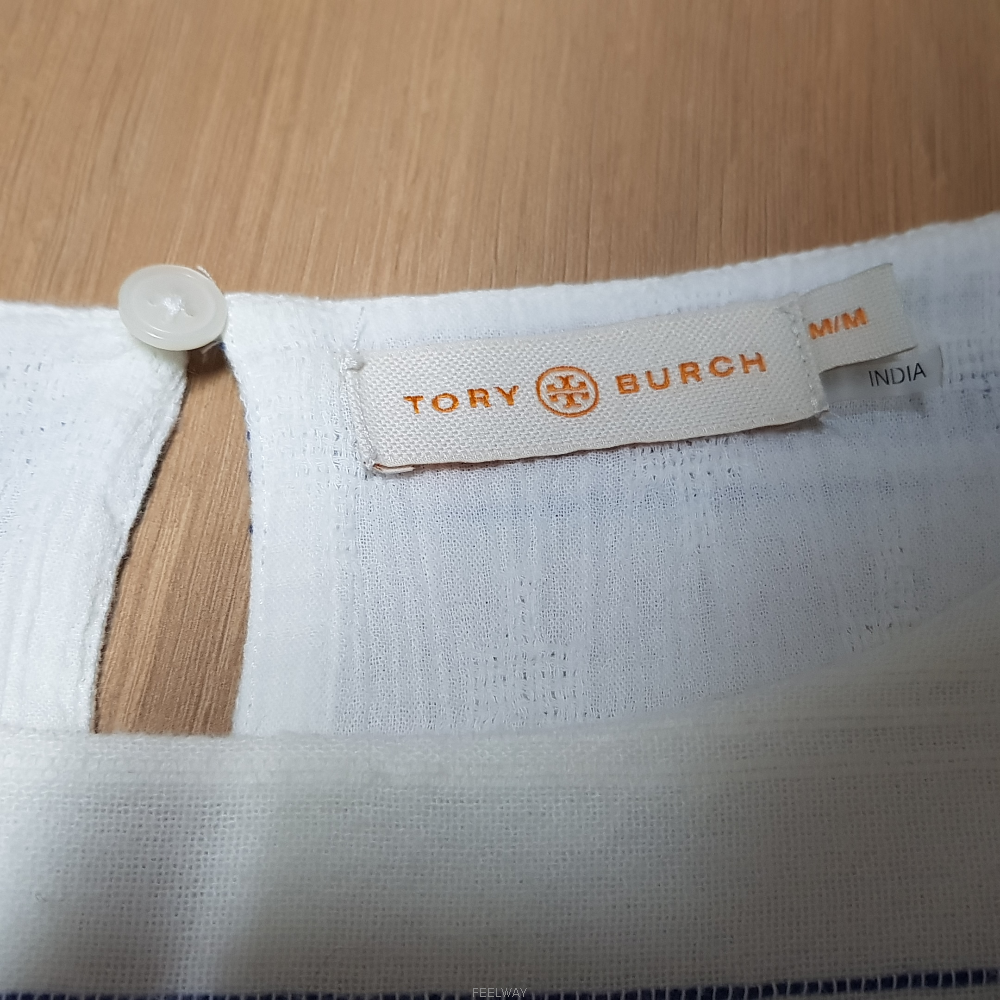 TORY BURCH
M/M
INDIA
FEELWAY